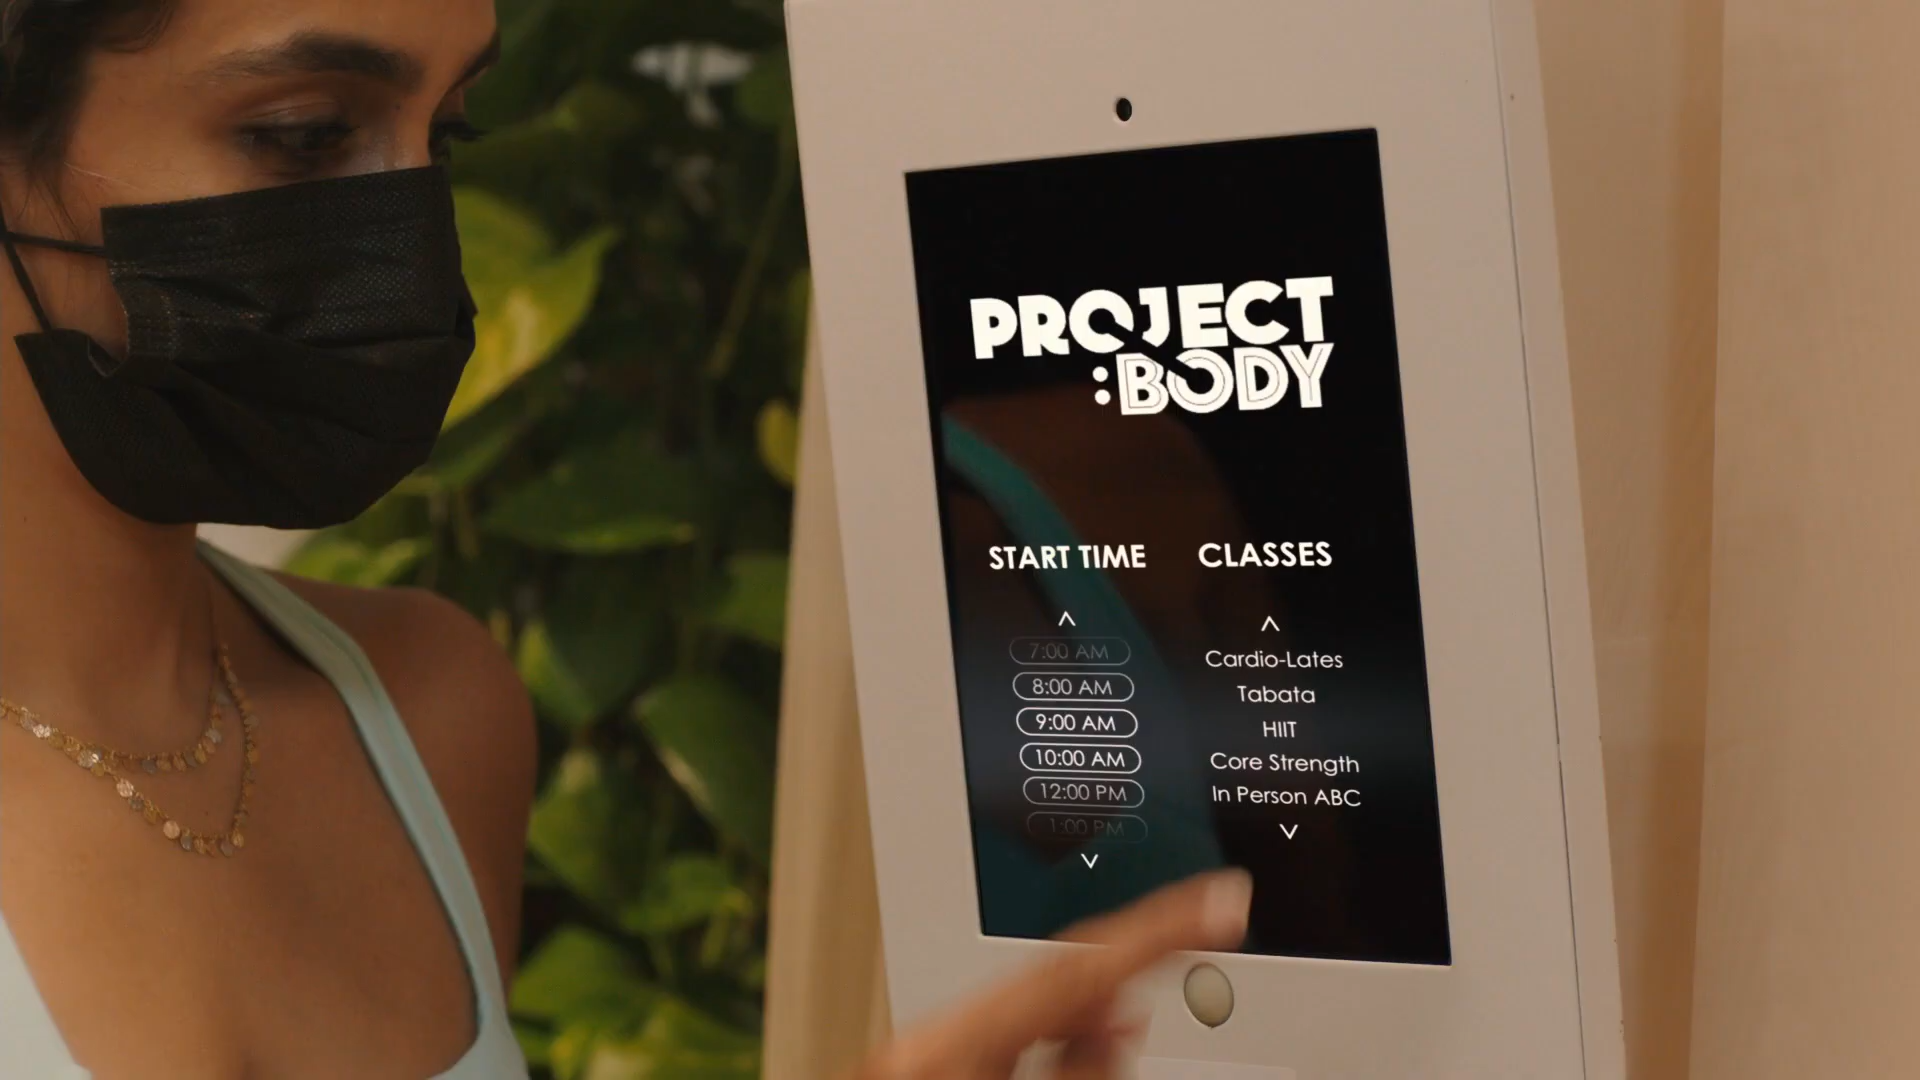 PROJECT
:BODY
START TIME
CLASSES
7:00 AM
8:00 AM
9:00 AM
10:00 AM
12:00 PM
1:00 PM
Cardio-Lates
Tabata
HIIT
Core Strength
In Person ABC